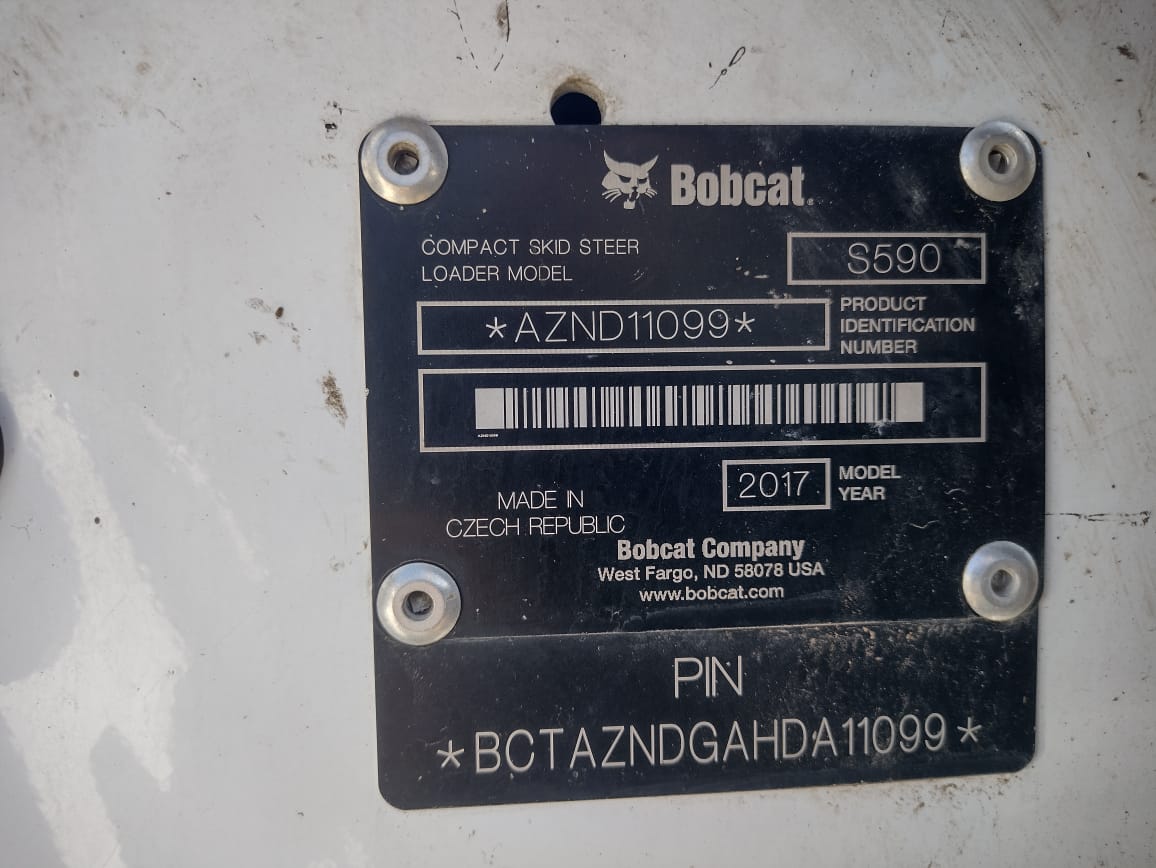 Bobcat
COMPACT SKID STEER
LOADER MODEL
S590
*AZND11099*
PRODUCT
IDENTIFICATION
NUMBER
2017
MODEL
YEAR
MADE IN
CZECH REPUBLIC
Bobcat Company
West Fargo, ND 58078 USA
www.bobcat.com
PIN
*BCTAZNDGAHDA11099*